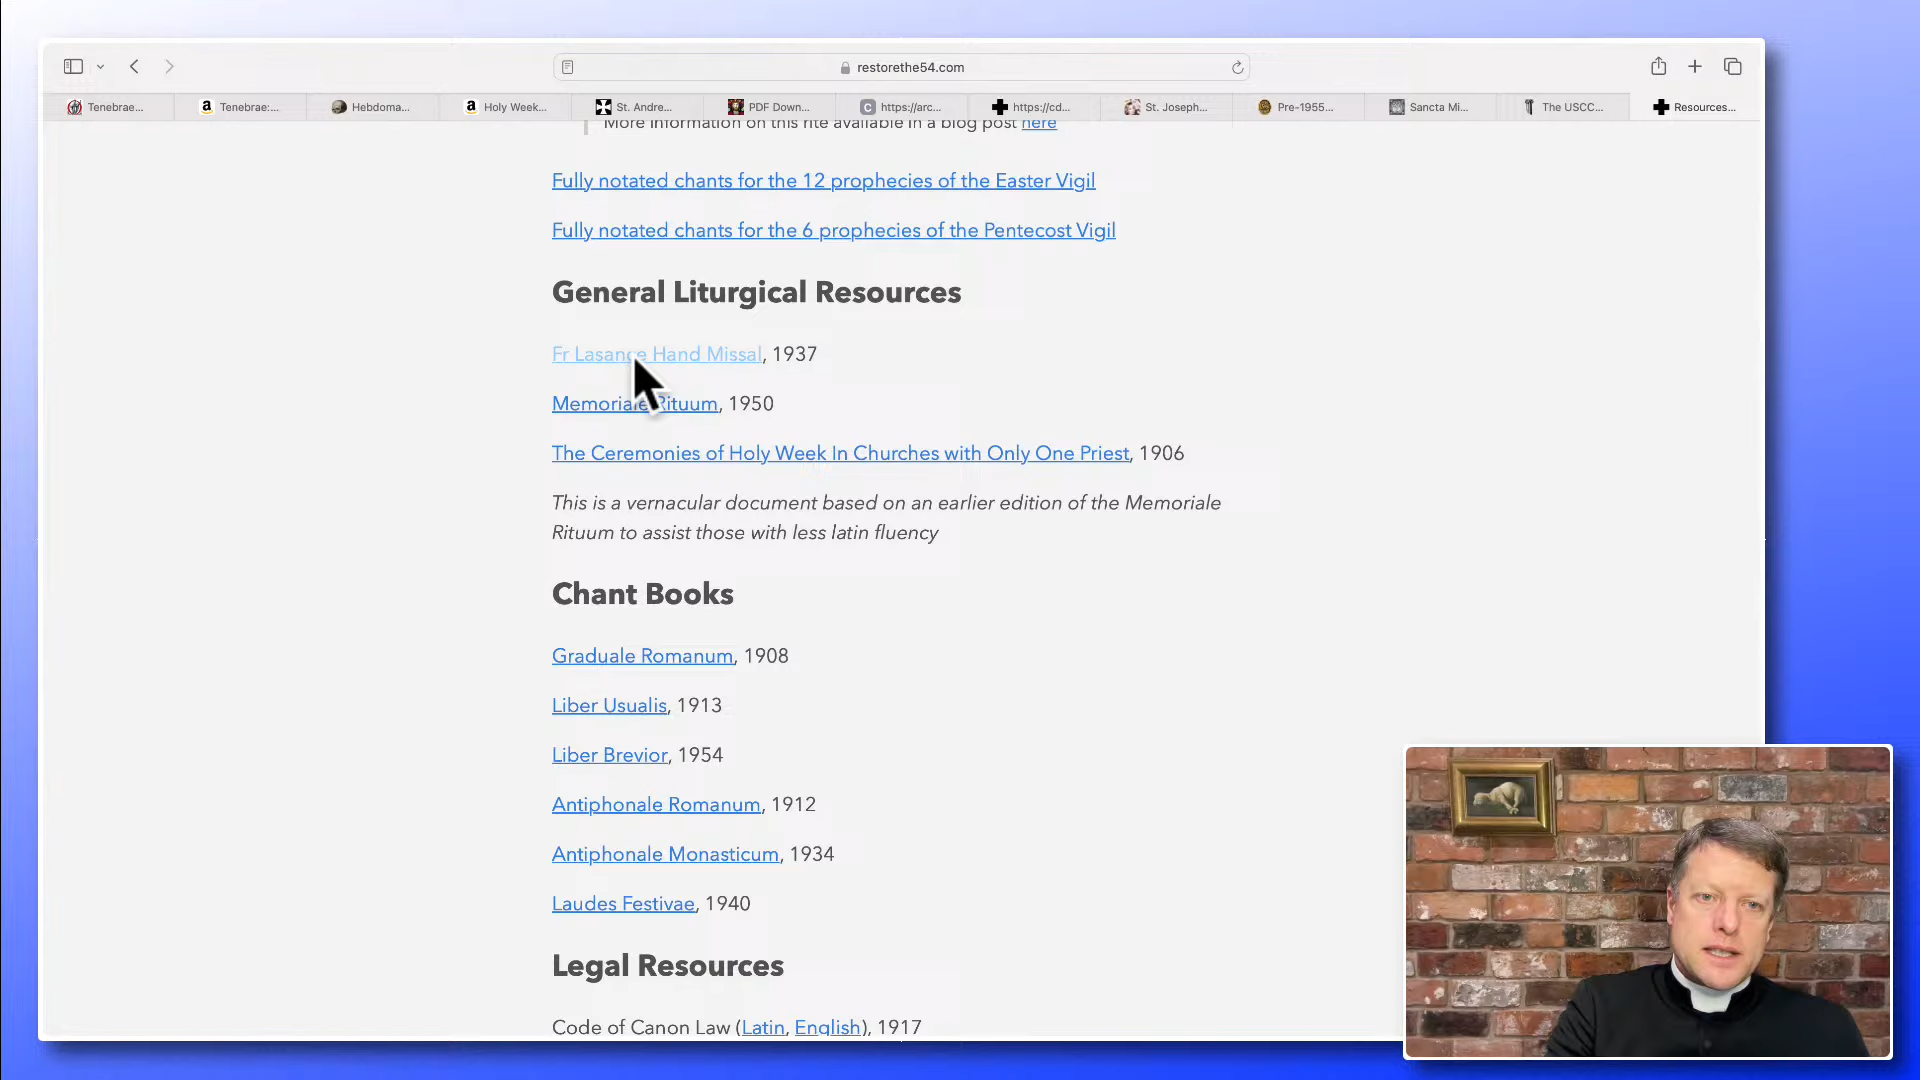 restorethe54.com
Tenebrae...
Tenebrae:...
Hebdoma...
Holy Week...
St. Andre...
PDF Down...
https://arc...
https://cd...
St. Joseph...
Pre-1955...
Sancta Mi...
The USCC...
Resources...
More information on this rite available in a blog post here
Fully notated chants for the 12 prophecies of the Easter Vigil
Fully notated chants for the 6 prophecies of the Pentecost Vigil
General Liturgical Resources
Fr Lasance Hand Missal, 1937
Memoriale Rituum, 1950
The Ceremonies of Holy Week In Churches with Only One Priest, 1906
This is a vernacular document based on an earlier edition of the Memoriale
Rituum to assist those with less latin fluency
Chant Books
Graduale Romanum, 1908
Liber Usualis, 1913
Liber Brevior, 1954
Antiphonale Romanum, 1912
Antiphonale Monasticum, 1934
Laudes Festivae, 1940
Legal Resources
Code of Canon Law (Latin, English), 1917